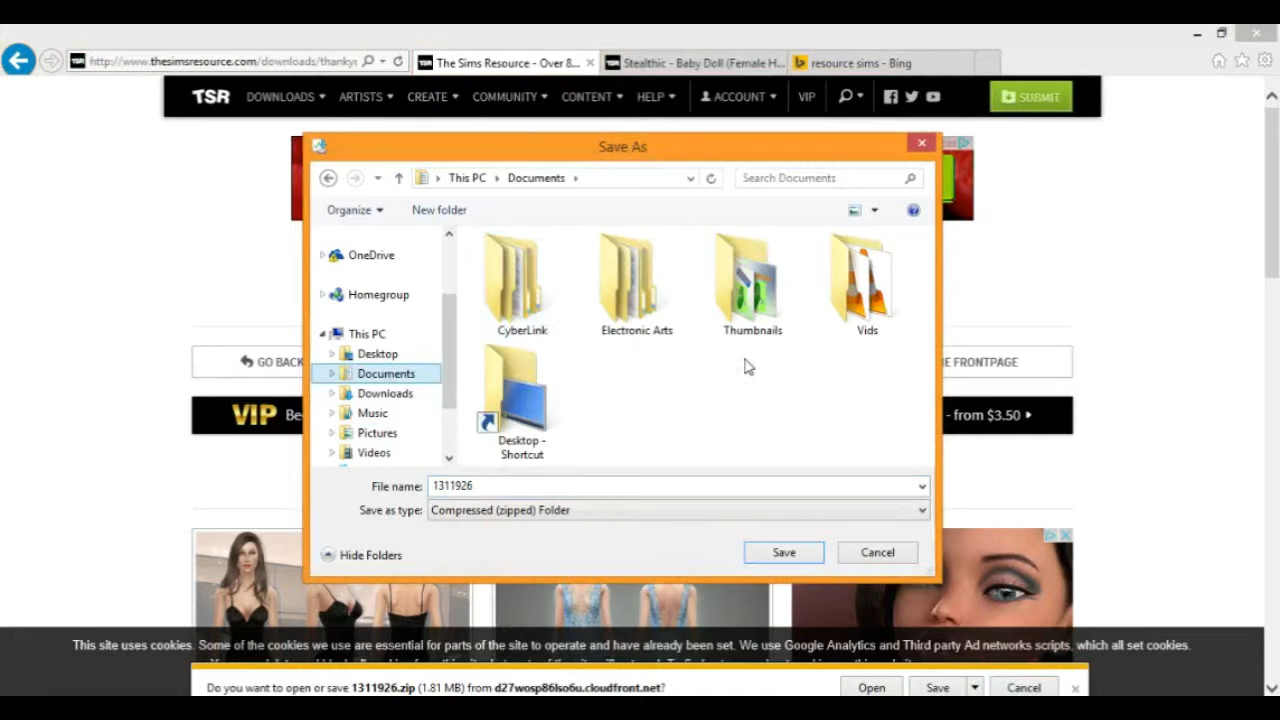 http://www.thesimsresource.com/downloads/thankyo
The Sims Resource - Over 8...
Stealthic - Baby Doll (Female H...
resource sims - Bing
TSR
DOWNLOADS
ARTISTS
CREATE
COMMUNITY
CONTENT
HELP
ACCOUNT
VIP
SUBMIT
Save As
This PC
Documents
Search Documents
Organize
New folder
OneDrive
Homegroup
This PC
Desktop
Documents
Downloads
Music
Pictures
Videos
CyberLink
Electronic Arts
Thumbnails
Vids
Desktop -
Shortcut
GO BACK
E FRONTPAGE
VIP Be
- from $3.50
File name: 1311926
Save as type: Compressed (zipped) Folder
Hide Folders
Save
Cancel
This site uses cookies. Some of the cookies we use are essential for parts of the site to operate and have already been set. We use Google Analytics and Third party Ad networks scripts, which all set cookies.
Do you want to open or save 1311926.zip (1.81 MB) from d27wosp86lso6u.cloudfront.net?
Open
Save
Cancel